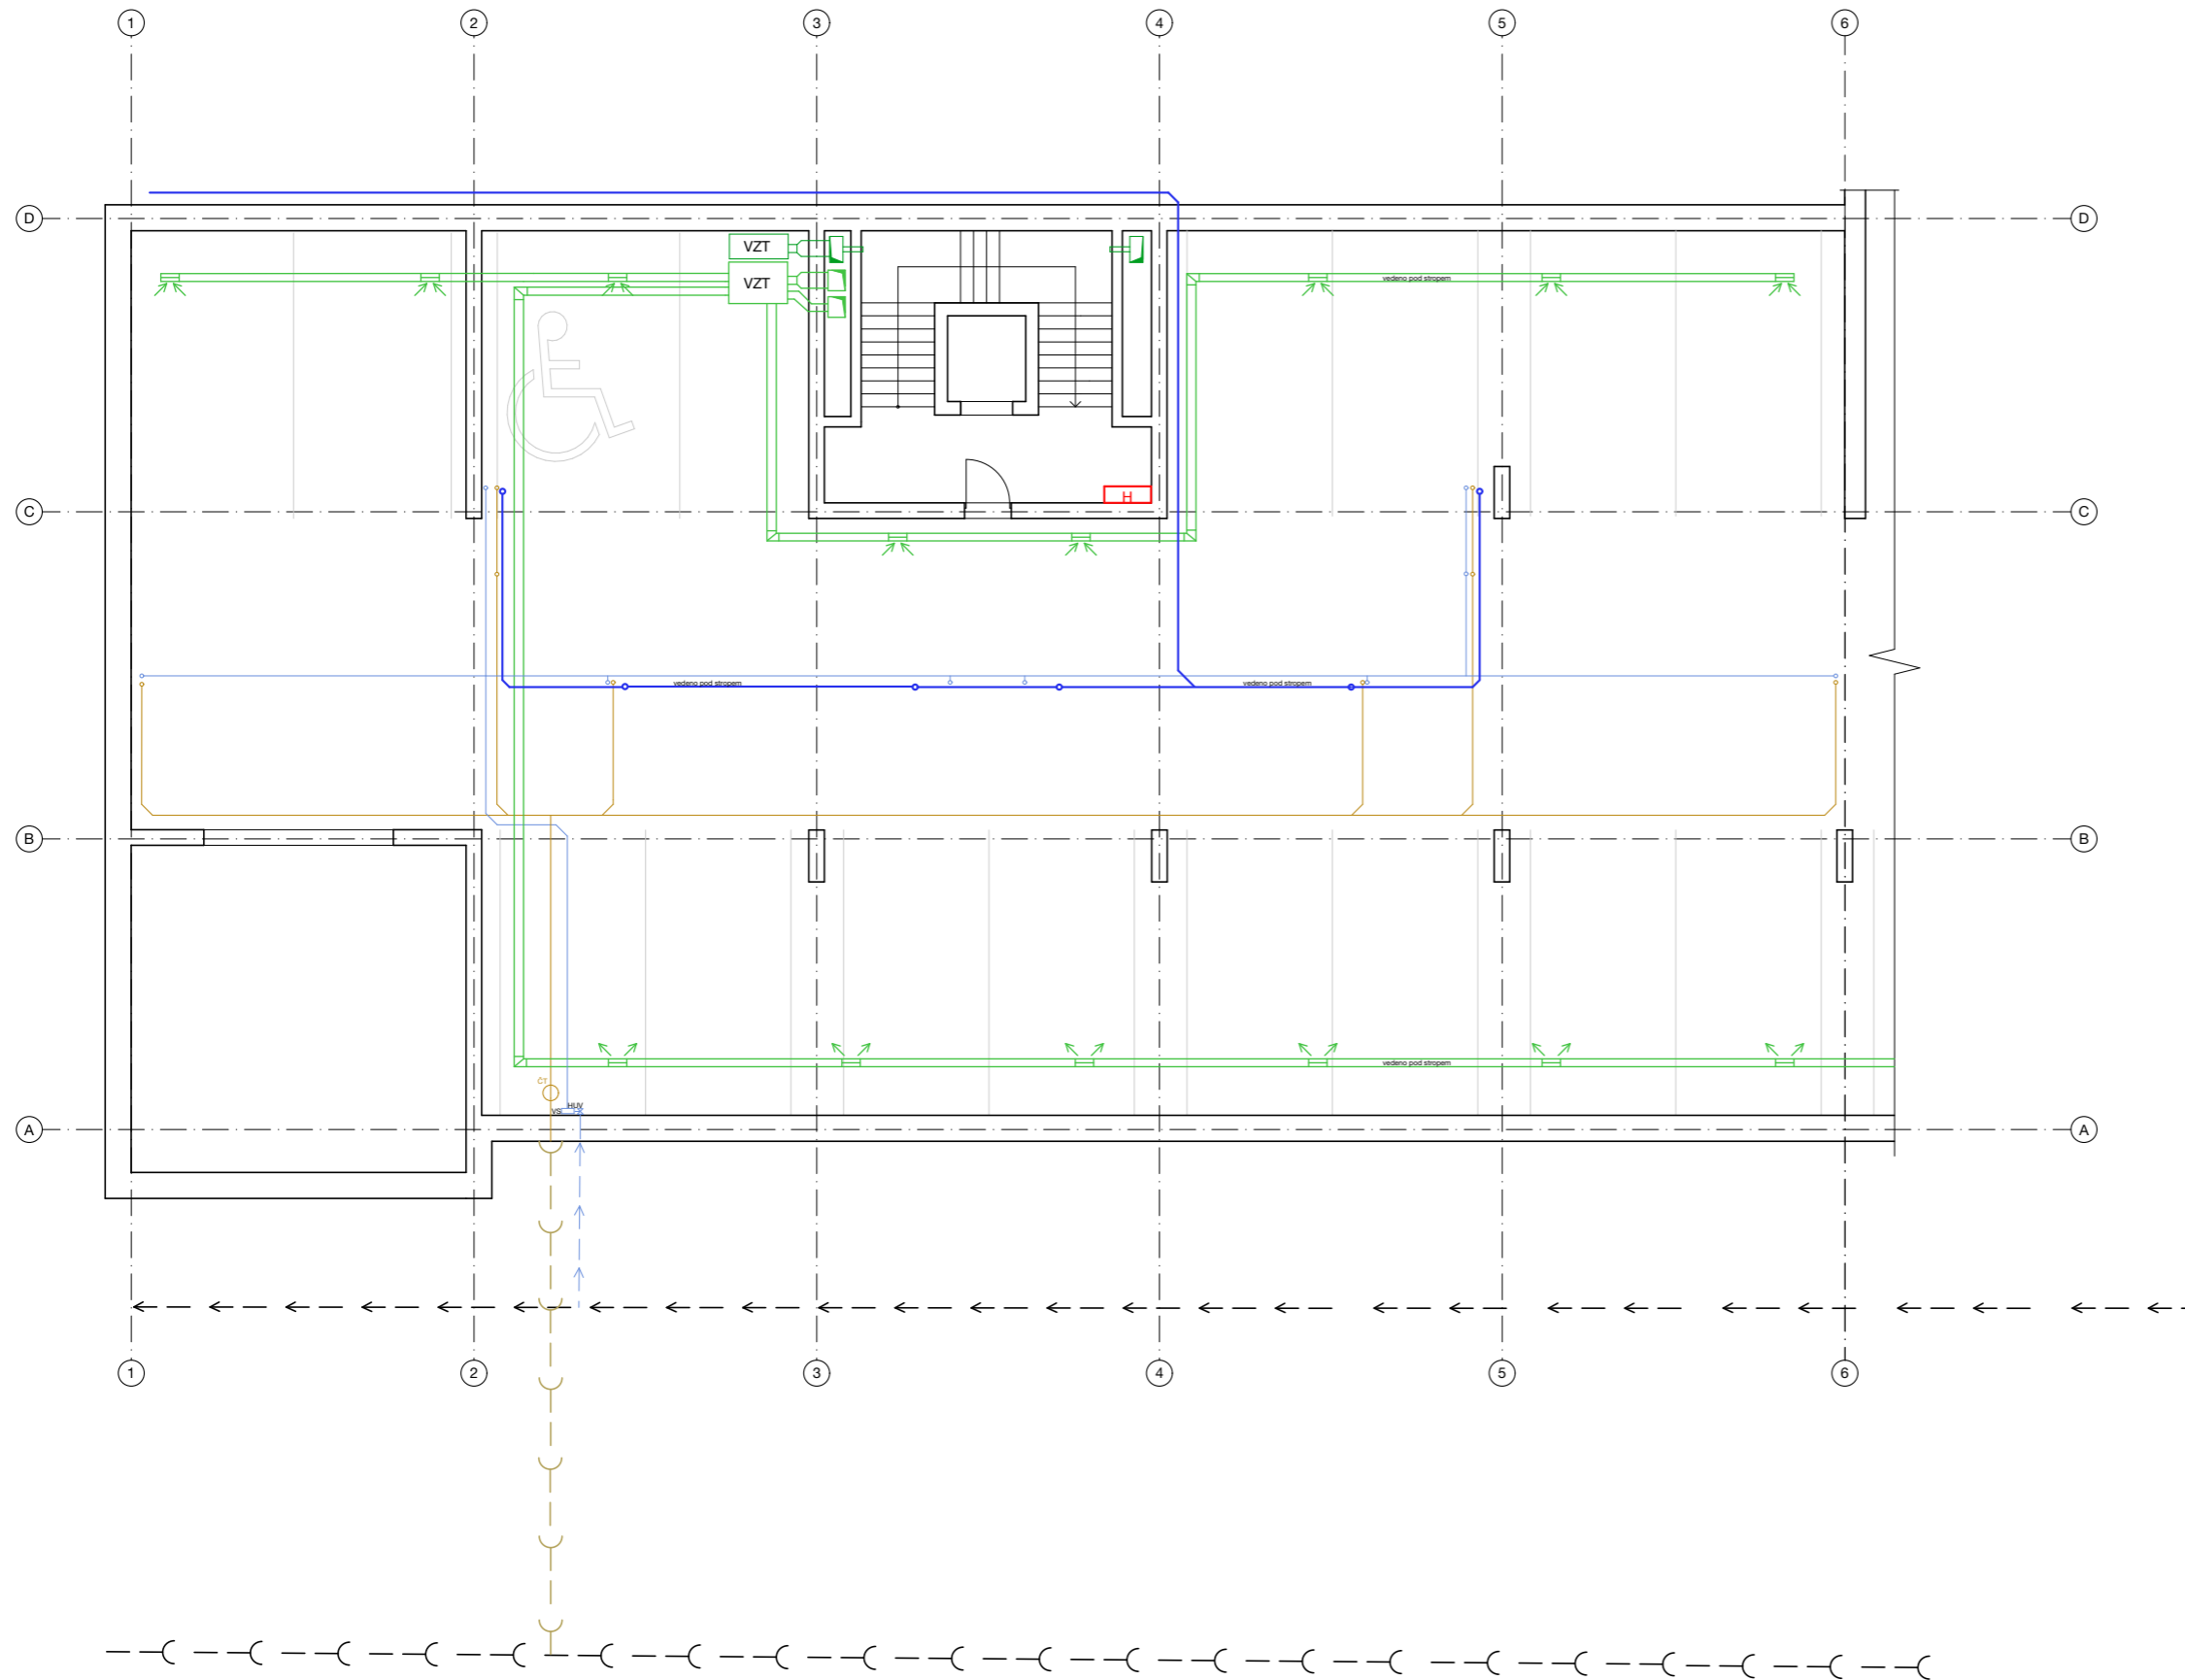 1 2 3 4 5 6
D D
VZT
VZT vedeno pod stropem
H
C C
vedeno pod stropem vedeno pod stropem
B B
vedeno pod stropem
ČT
HUV
VS
A A
1 2 3 4 5 6